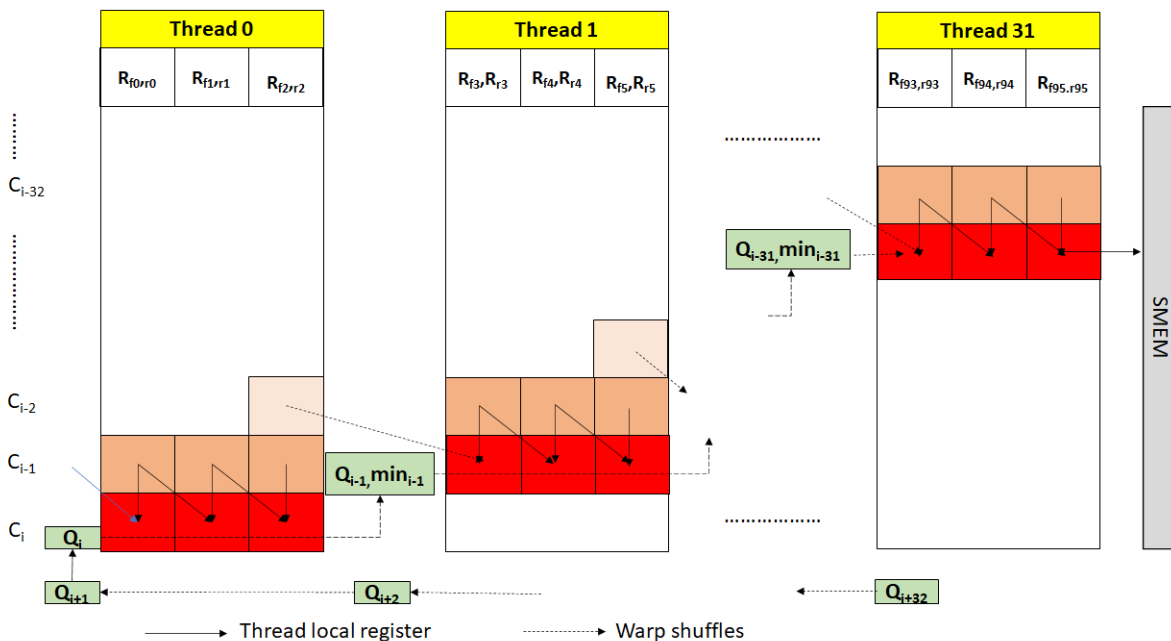 Thread 0
Thread 1
Thread 31
Rf0,r0
Rf1,r1
Rf2,r2
Rf3,Rr3
Rf4,Rr4
Rf5,Rr5
Rf93,r93
Rf94,r94
Rf95.r95
Ci-32
Qi-31,mini-31
SMEM
Ci-2
Ci-1
Qi-1,mini-1
Ci
Qi
Qi+1
Qi+2
Qi+32
Thread local register
Warp shuffles